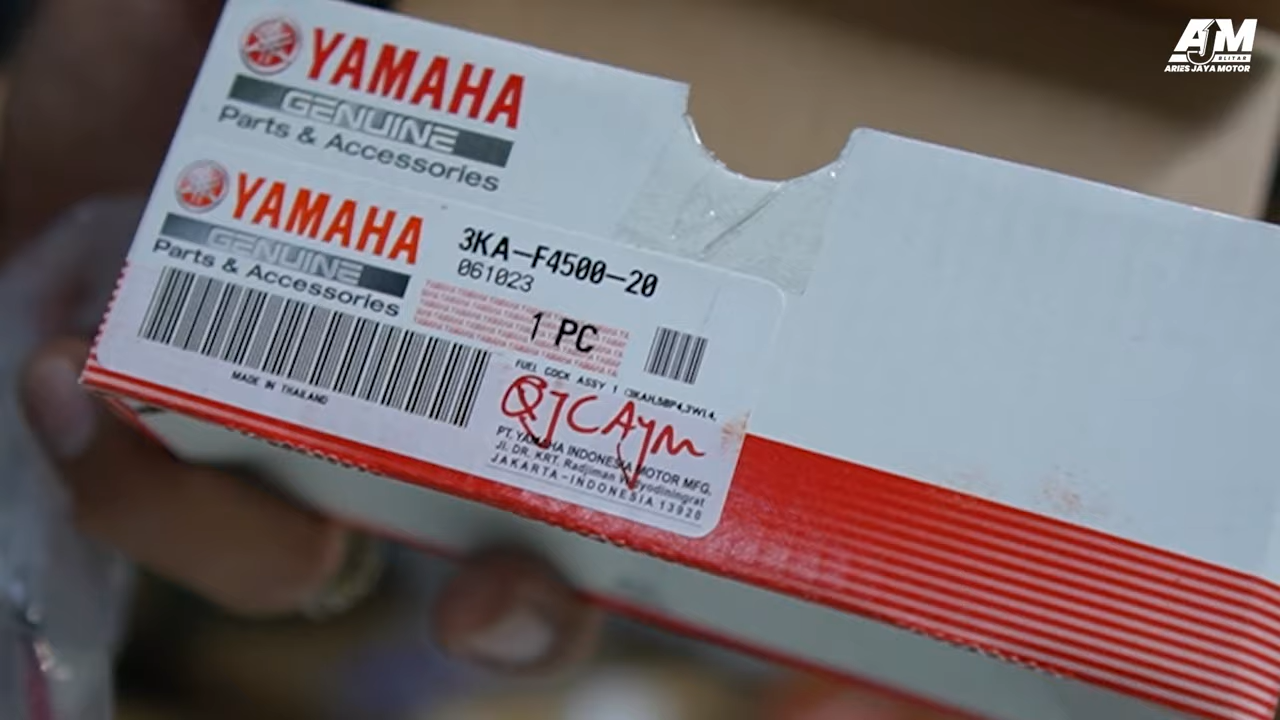 YAMAHA
GENUINE
Parts & Accessories
YAMAHA
GENUINE
Parts & Accessories
MADE IN THAILAND
3KA-F4500-20
061023
1 PC
FUEL COCK ASSY 1
PT. YAMAHA INDONESIA MOTOR MFG.
Jl. DR. KRT. Radjiman Widyodiningrat
JAKARTA-INDONESIA 13920
AJM
BLITAR
ARIES JAYA MOTOR